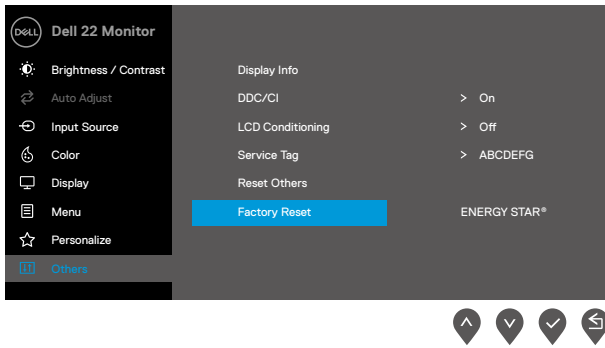 DELL Dell 22 Monitor
Brightness / Contrast
Auto Adjust
Input Source
Color
Display
Menu
Personalize
Others
Display Info
DDC/CI > On
LCD Conditioning > Off
Service Tag > ABCDEFG
Reset Others
Factory Reset ENERGY STAR®